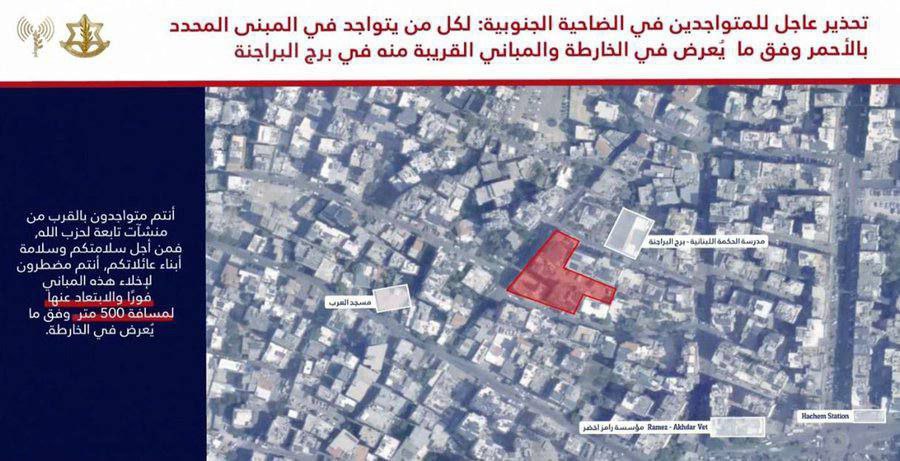 تحذير عاجل للمتواجدين في الضاحية الجنوبية: لكل من يتواجد في المبنى المحدد
بالأحمر وفق ما يُعرض في الخارطة والمباني القريبة منه في برج البراجنة
أنتم متواجدون بالقرب من
منشآت تابعة لحزب الله,
فمن أجل سلامتكم وسلامة
أبناء عائلاتكم, أنتم مضطرون
لإخلاء هذه المباني
فورًا والابتعاد عنها
لمسافة 500 متر وفق ما
يُعرض في الخارطة.
مدرسة الحكمة اللبنانية - برج البراجنة
مسجد العرب
Hachem Station
مؤسسة رامز اخضر Ramez - Akhdar Vet